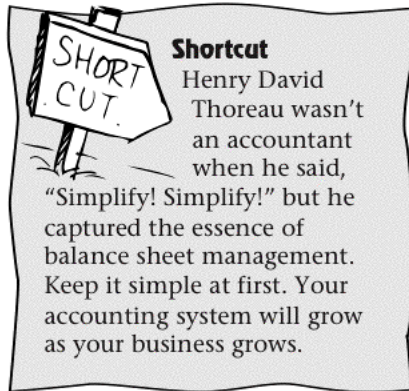 SHORT
CUT.
Shortcut
Henry David
Thoreau wasn’t
an accountant
when he said,
“Simplify! Simplify!” but he
captured the essence of
balance sheet management.
Keep it simple at first. Your
accounting system will grow
as your business grows.